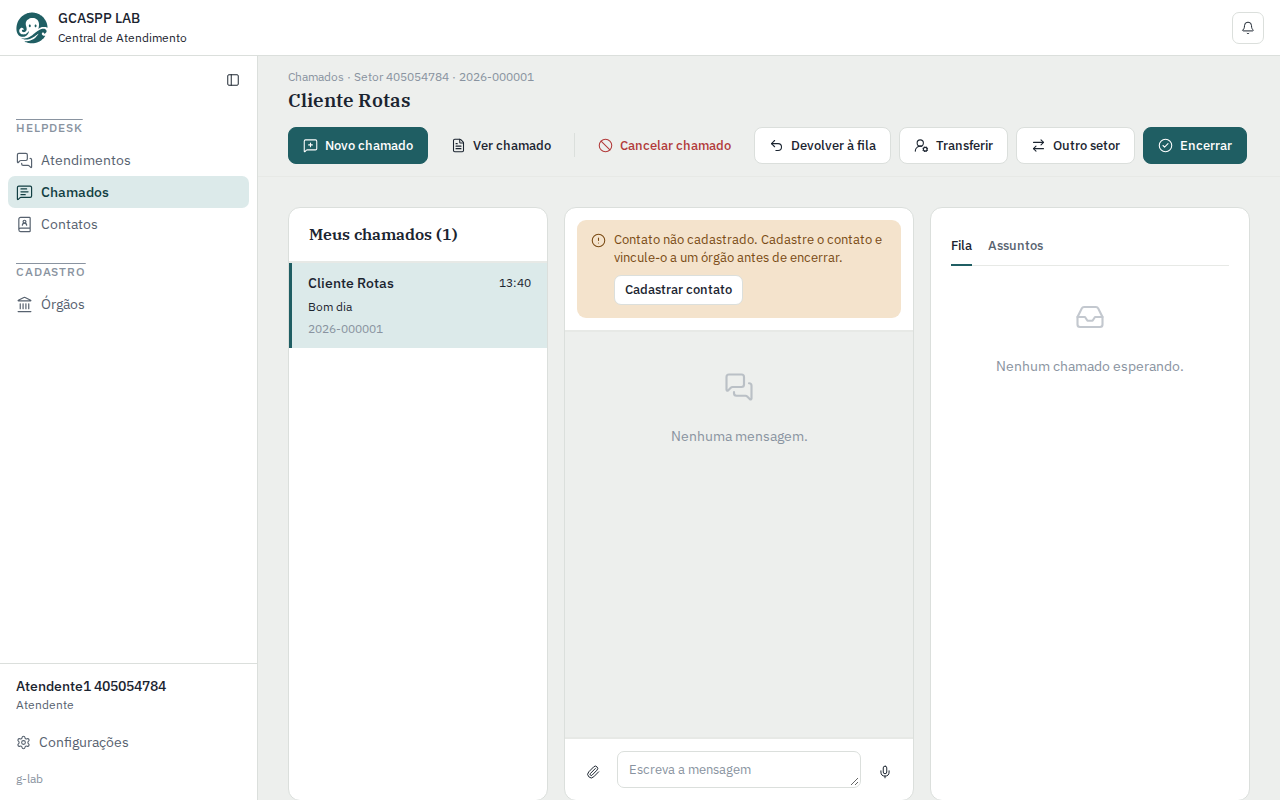 GCASPP LAB
Central de Atendimento
HELPDESK
Atendimentos
Chamados
Contatos
CADASTRO
Órgãos
Atendente1 405054784
Atendente
Configurações
g-lab
Chamados · Setor 405054784 · 2026-000001
Cliente Rotas
Novo chamado
Ver chamado
Cancelar chamado
Devolver à fila
Transferir
Outro setor
Encerrar
Meus chamados (1)
Cliente Rotas 13:40
Bom dia
2026-000001
Contato não cadastrado. Cadastre o contato e
vincule-o a um órgão antes de encerrar.
Cadastrar contato
Nenhuma mensagem.
Escreva a mensagem
Fila Assuntos
Nenhum chamado esperando.